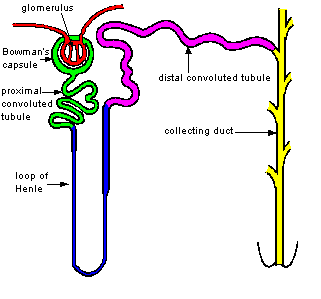 glomerulus
Bowman's
capsule
proximal
convoluted
tubule
distal convoluted tubule
collecting duct
loop of
Henle